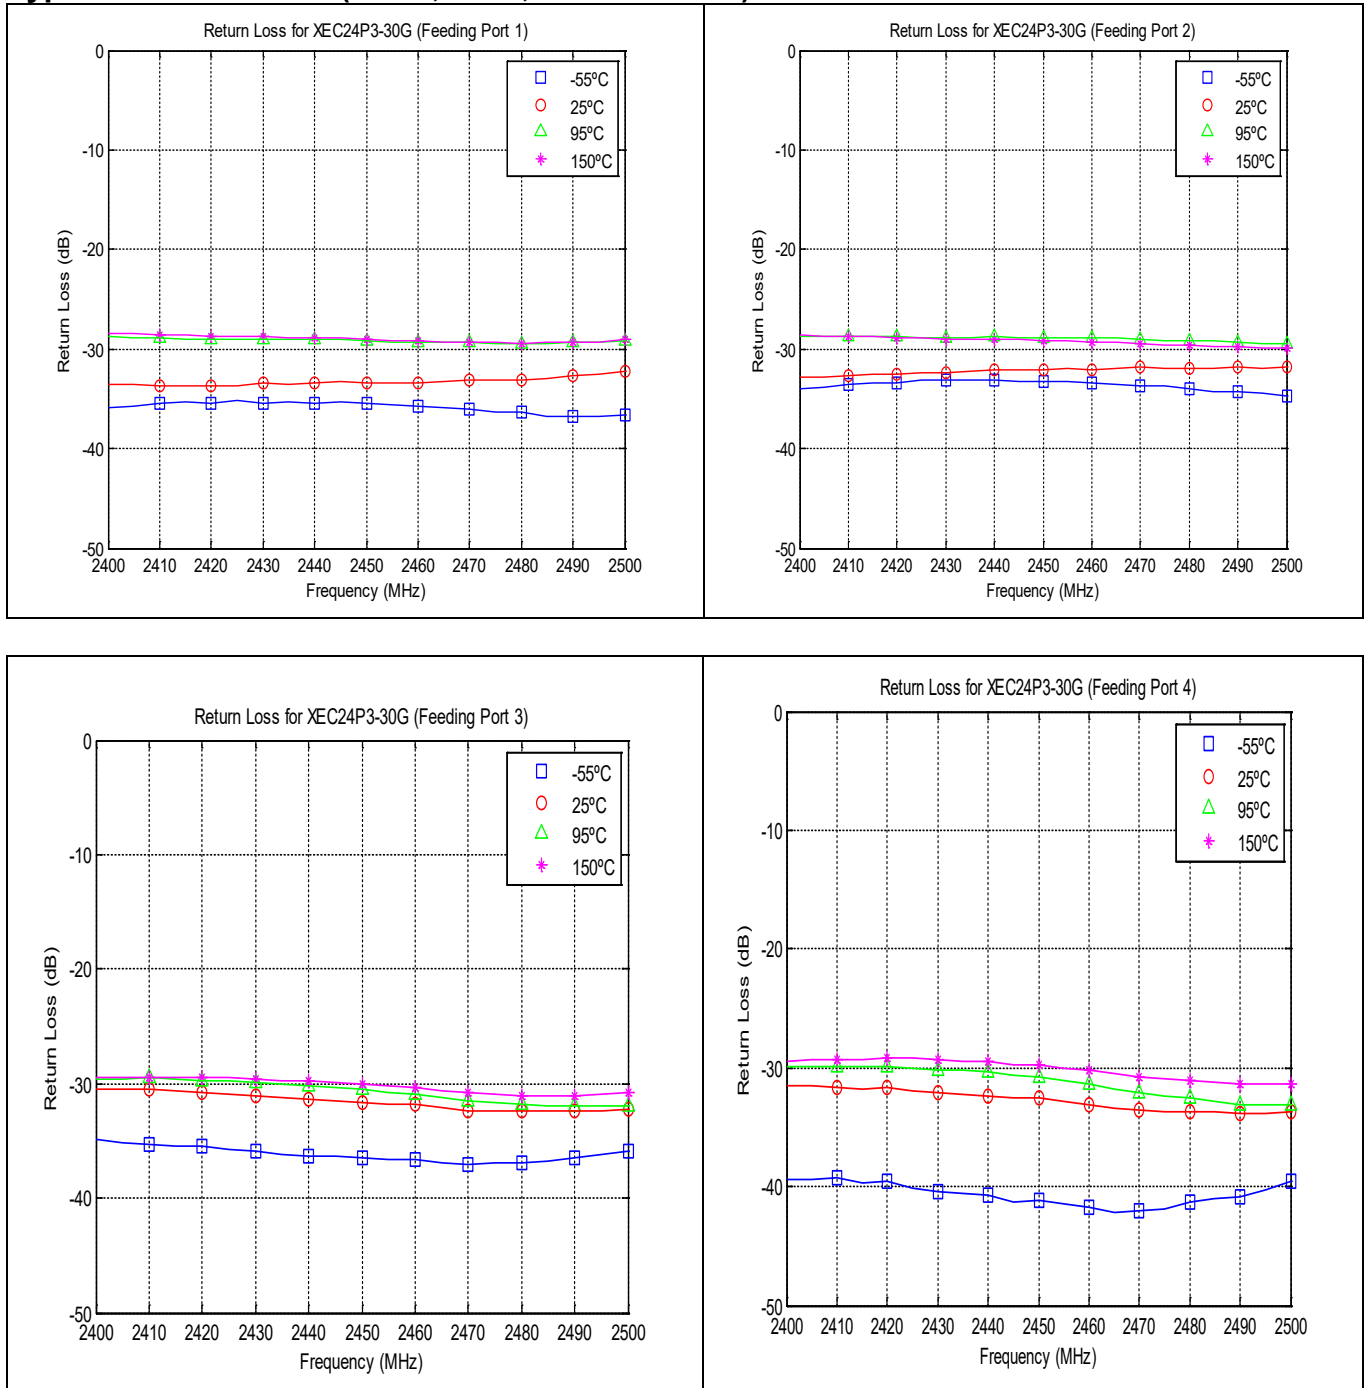 Return Loss for XEC24P3-30G (Feeding Port 1)
0
-10
-20
-30
-40
-50
Return Loss (dB)
-55ºC
25ºC
95ºC
150ºC
2400 2410 2420 2430 2440 2450 2460 2470 2480 2490 2500
Frequency (MHz)
Return Loss for XEC24P3-30G (Feeding Port 2)
0
-10
-20
-30
-40
-50
Return Loss (dB)
-55ºC
25ºC
95ºC
150ºC
2400 2410 2420 2430 2440 2450 2460 2470 2480 2490 2500
Frequency (MHz)
Return Loss for XEC24P3-30G (Feeding Port 3)
0
-10
-20
-30
-40
-50
Return Loss (dB)
-55ºC
25ºC
95ºC
150ºC
2400 2410 2420 2430 2440 2450 2460 2470 2480 2490 2500
Frequency (MHz)
Return Loss for XEC24P3-30G (Feeding Port 4)
0
-10
-20
-30
-40
-50
Return Loss (dB)
-55ºC
25ºC
95ºC
150ºC
2400 2410 2420 2430 2440 2450 2460 2470 2480 2490 2500
Frequency (MHz)